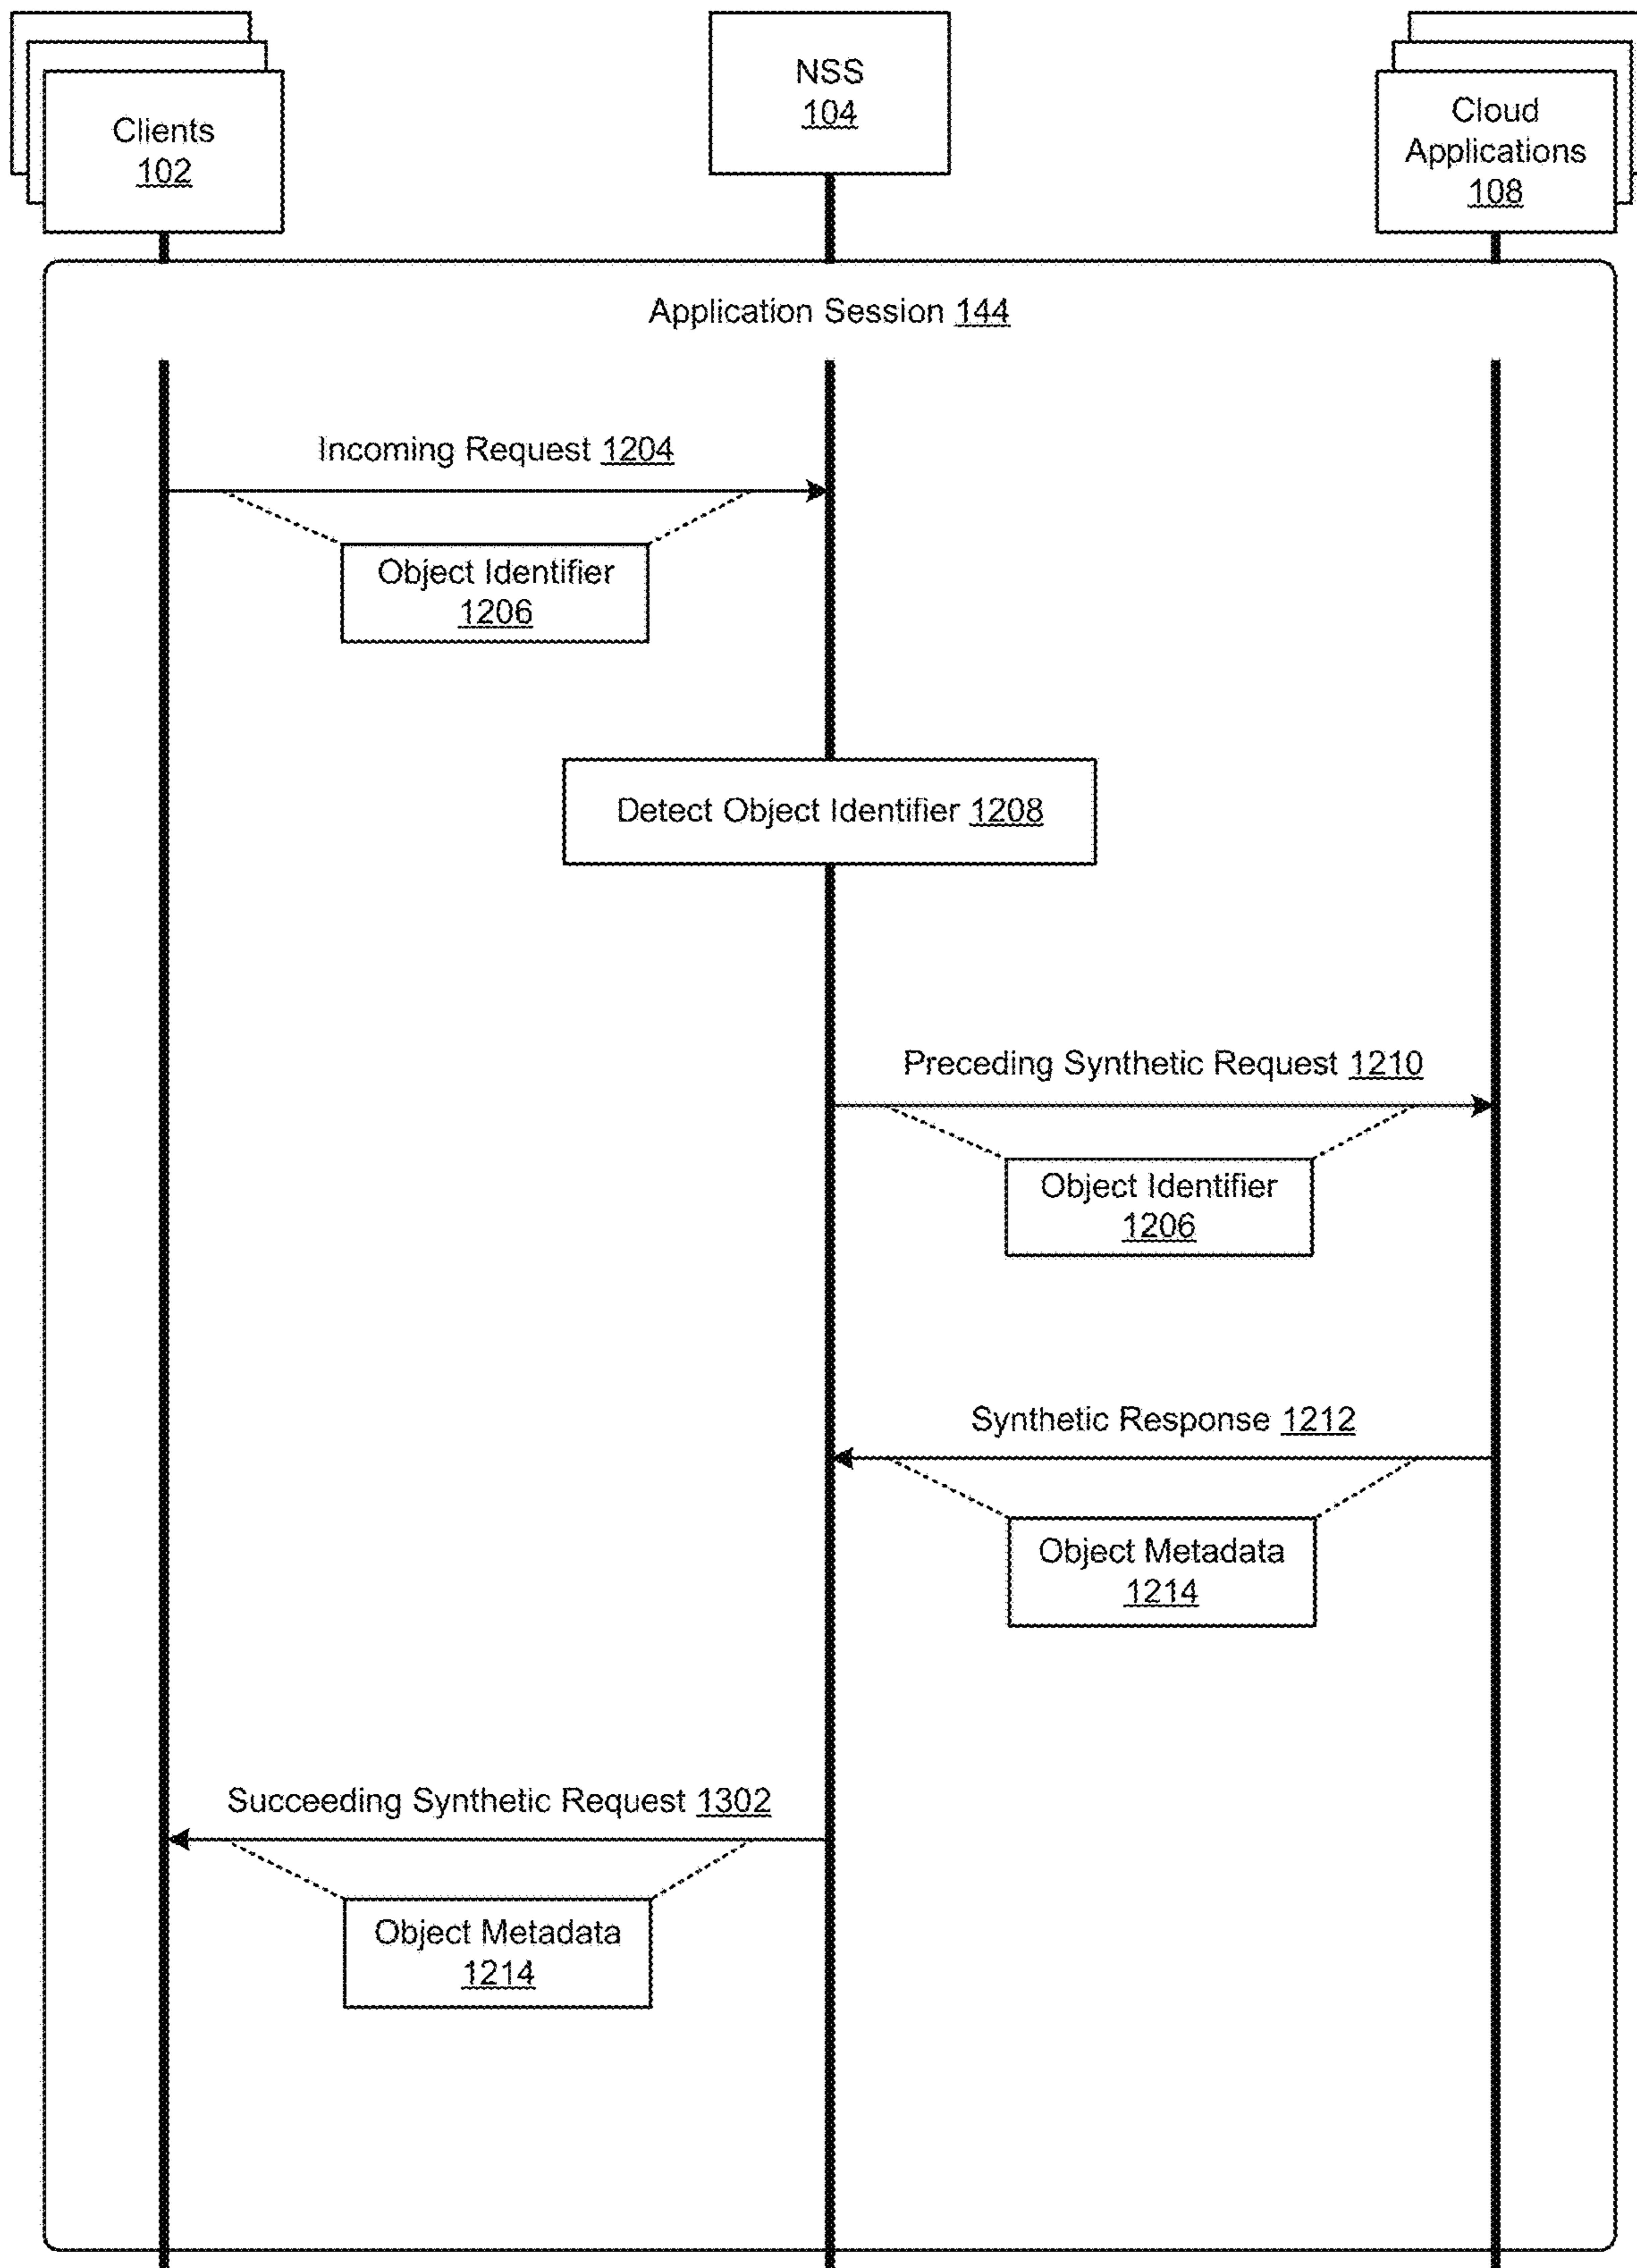 Clients
102
NSS
104
Cloud
Applications
108
Application Session 144
Incoming Request 1204
Object Identifier
1206
Detect Object Identifier 1208
Preceding Synthetic Request 1210
Object Identifier
1206
Synthetic Response 1212
Object Metadata
1214
Succeeding Synthetic Request 1302
Object Metadata
1214